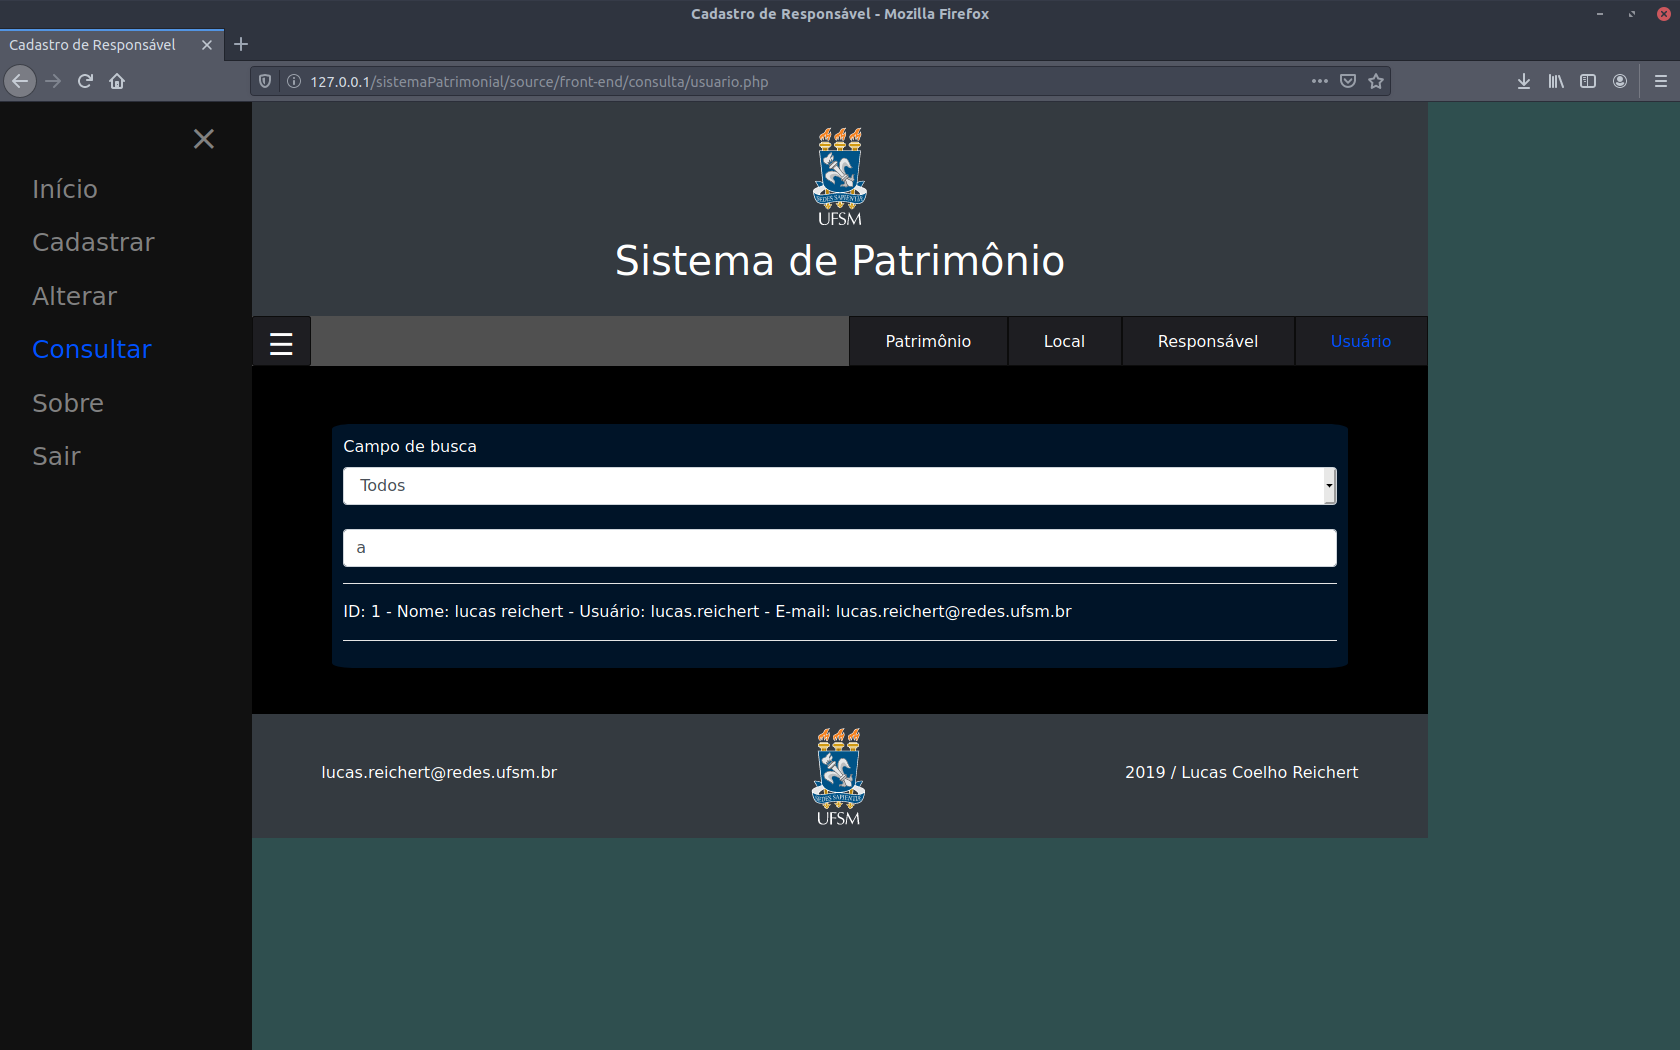 Cadastro de Responsável - Mozilla Firefox
Cadastro de Responsável
127.0.0.1/sistemaPatrimonial/source/front-end/consulta/usuario.php
Início
Cadastrar
Alterar
Consultar
Sobre
Sair
REDES SAPIENTIA
UFSM
Sistema de Patrimônio
Patrimônio Local Responsável Usuário
Campo de busca
Todos
a
ID: 1 - Nome: lucas reichert - Usuário: lucas.reichert - E-mail: lucas.reichert@redes.ufsm.br
lucas.reichert@redes.ufsm.br
REDES SAPIENTIA
UFSM
2019 / Lucas Coelho Reichert